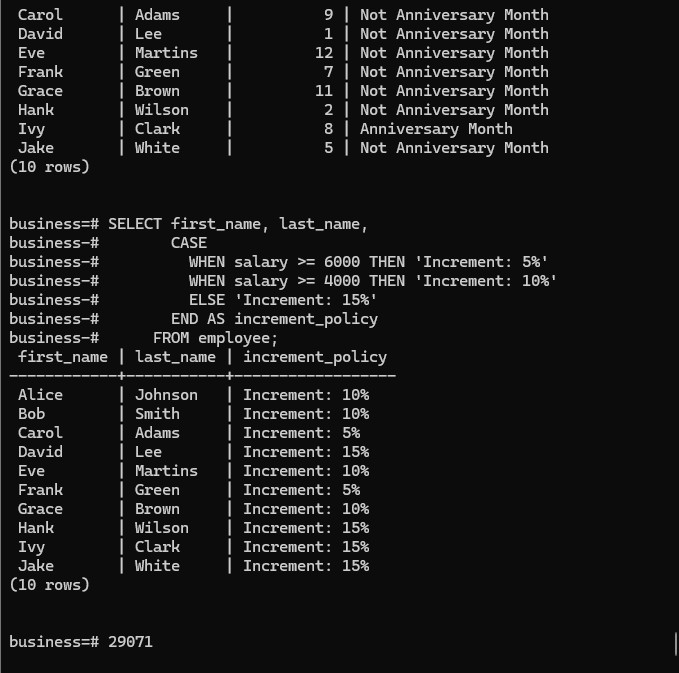 Carol      | Adams     |          9 | Not Anniversary Month
David      | Lee       |          1 | Not Anniversary Month
Eve        | Martins   |         12 | Not Anniversary Month
Frank      | Green     |          7 | Not Anniversary Month
Grace      | Brown     |         11 | Not Anniversary Month
Hank       | Wilson    |          2 | Not Anniversary Month
Ivy        | Clark     |          8 | Anniversary Month
Jake       | White     |          5 | Not Anniversary Month
(10 rows)
business=# SELECT first_name, last_name,
business-#        CASE
business-#          WHEN salary >= 6000 THEN 'Increment: 5%'
business-#          WHEN salary >= 4000 THEN 'Increment: 10%'
business-#          ELSE 'Increment: 15%'
business-#        END AS increment_policy
business-#      FROM employee;
first_name | last_name | increment_policy
------------+-----------+------------------
Alice      | Johnson   | Increment: 10%
Bob        | Smith     | Increment: 10%
Carol      | Adams     | Increment: 5%
David      | Lee       | Increment: 15%
Eve        | Martins   | Increment: 10%
Frank      | Green     | Increment: 5%
Grace      | Brown     | Increment: 10%
Hank       | Wilson    | Increment: 15%
Ivy        | Clark     | Increment: 15%
Jake       | White     | Increment: 15%
(10 rows)
business=# 29071